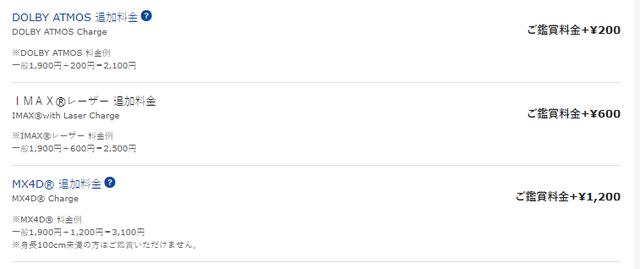 DOLBY ATMOS 追加料金 ?
DOLBY ATMOS Charge
ご鑑賞料金+¥200
※DOLBY ATMOS 料金例
一般1,900円＋200円＝2,100円
ＩＭＡＸ®レーザー 追加料金
IMAX®with Laser Charge
ご鑑賞料金+¥600
※IMAX®レーザー 料金例
一般1,900円＋600円＝2,500円
MX4D® 追加料金 ?
MX4D® Charge
ご鑑賞料金+¥1,200
※MX4D® 料金例
一般1,900円＋1,200円＝3,100円
※身長100cm未満の方はご鑑賞いただけません。